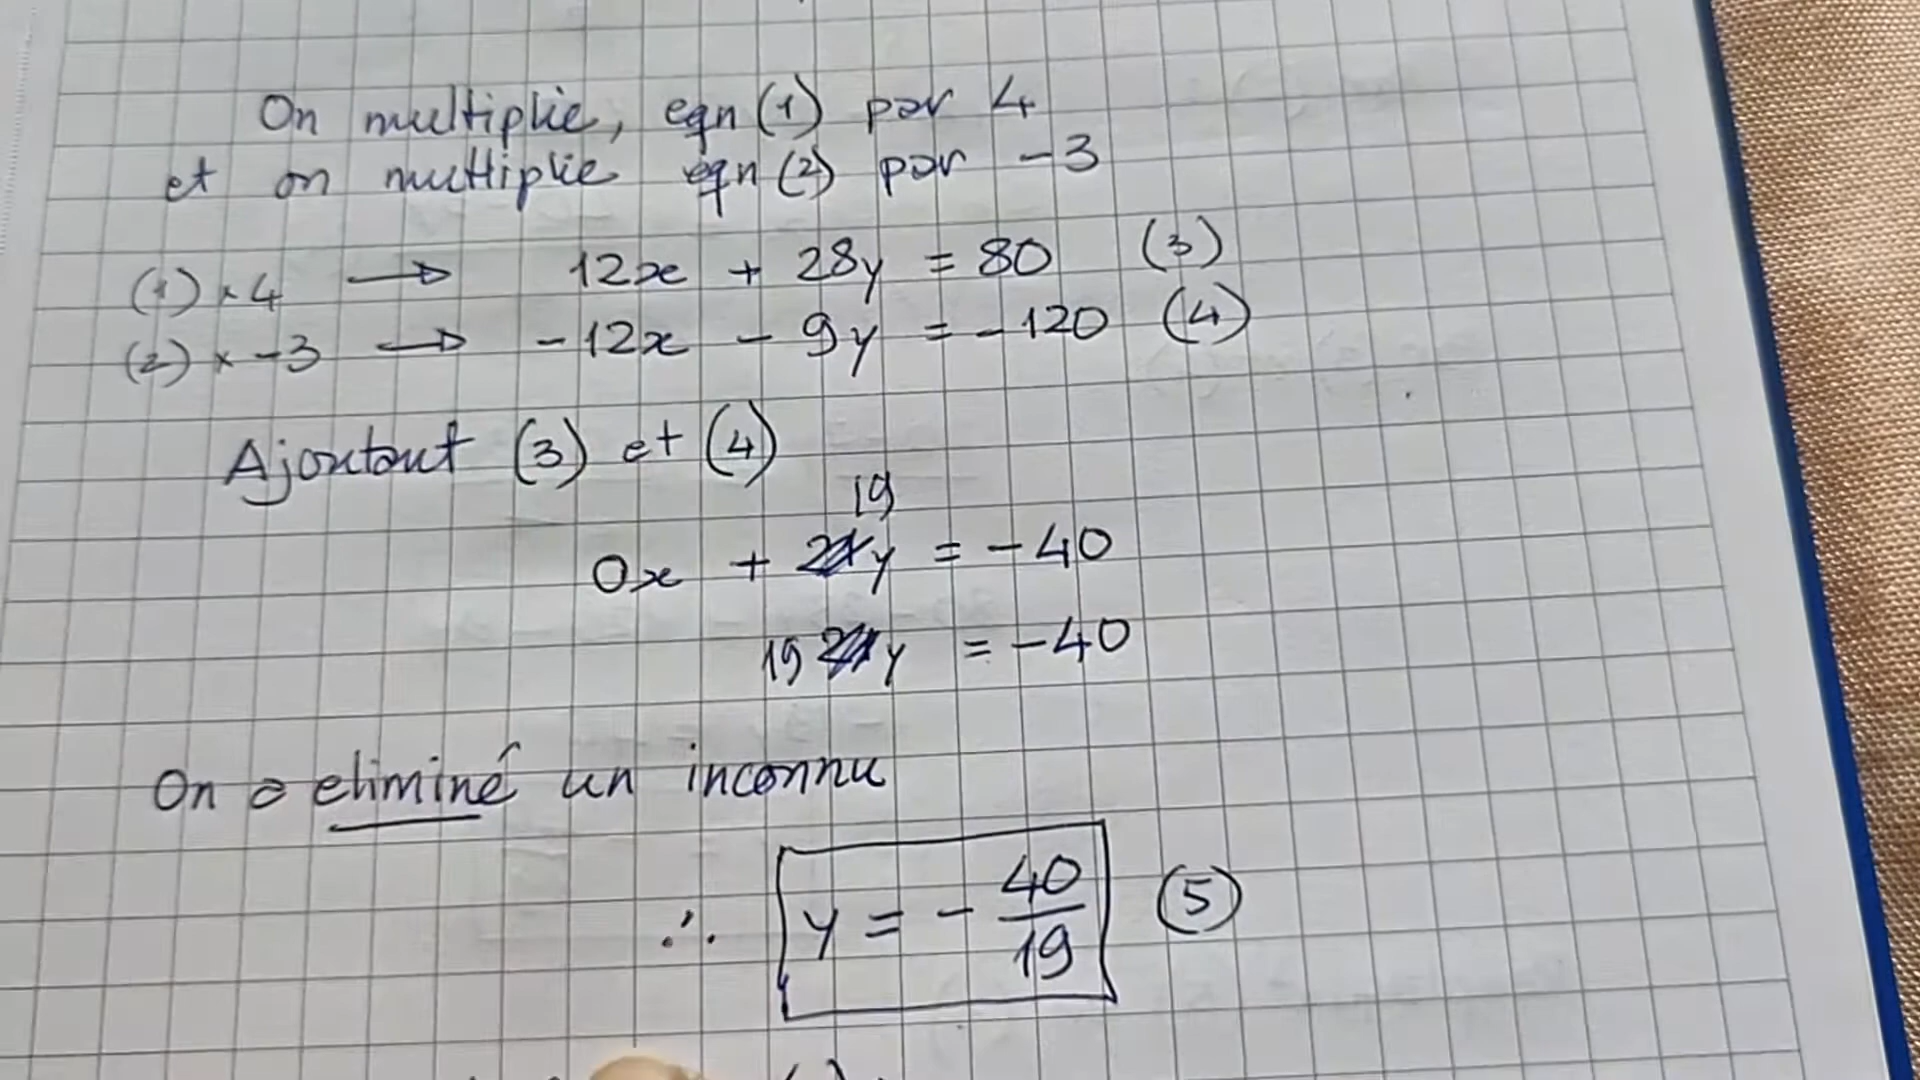 On multiplie, eqn (1) par 4
et on multiplie eqn (2) par -3
(1) × 4 → 12x + 28y = 80 (3)
(2) × -3 → -12x - 9y = -120 (4)
Ajoutant (3) et (4)
19
0x + y = -40
19 y = -40
On a eliminé un inconnu
∴ y = - 40/19 (5)